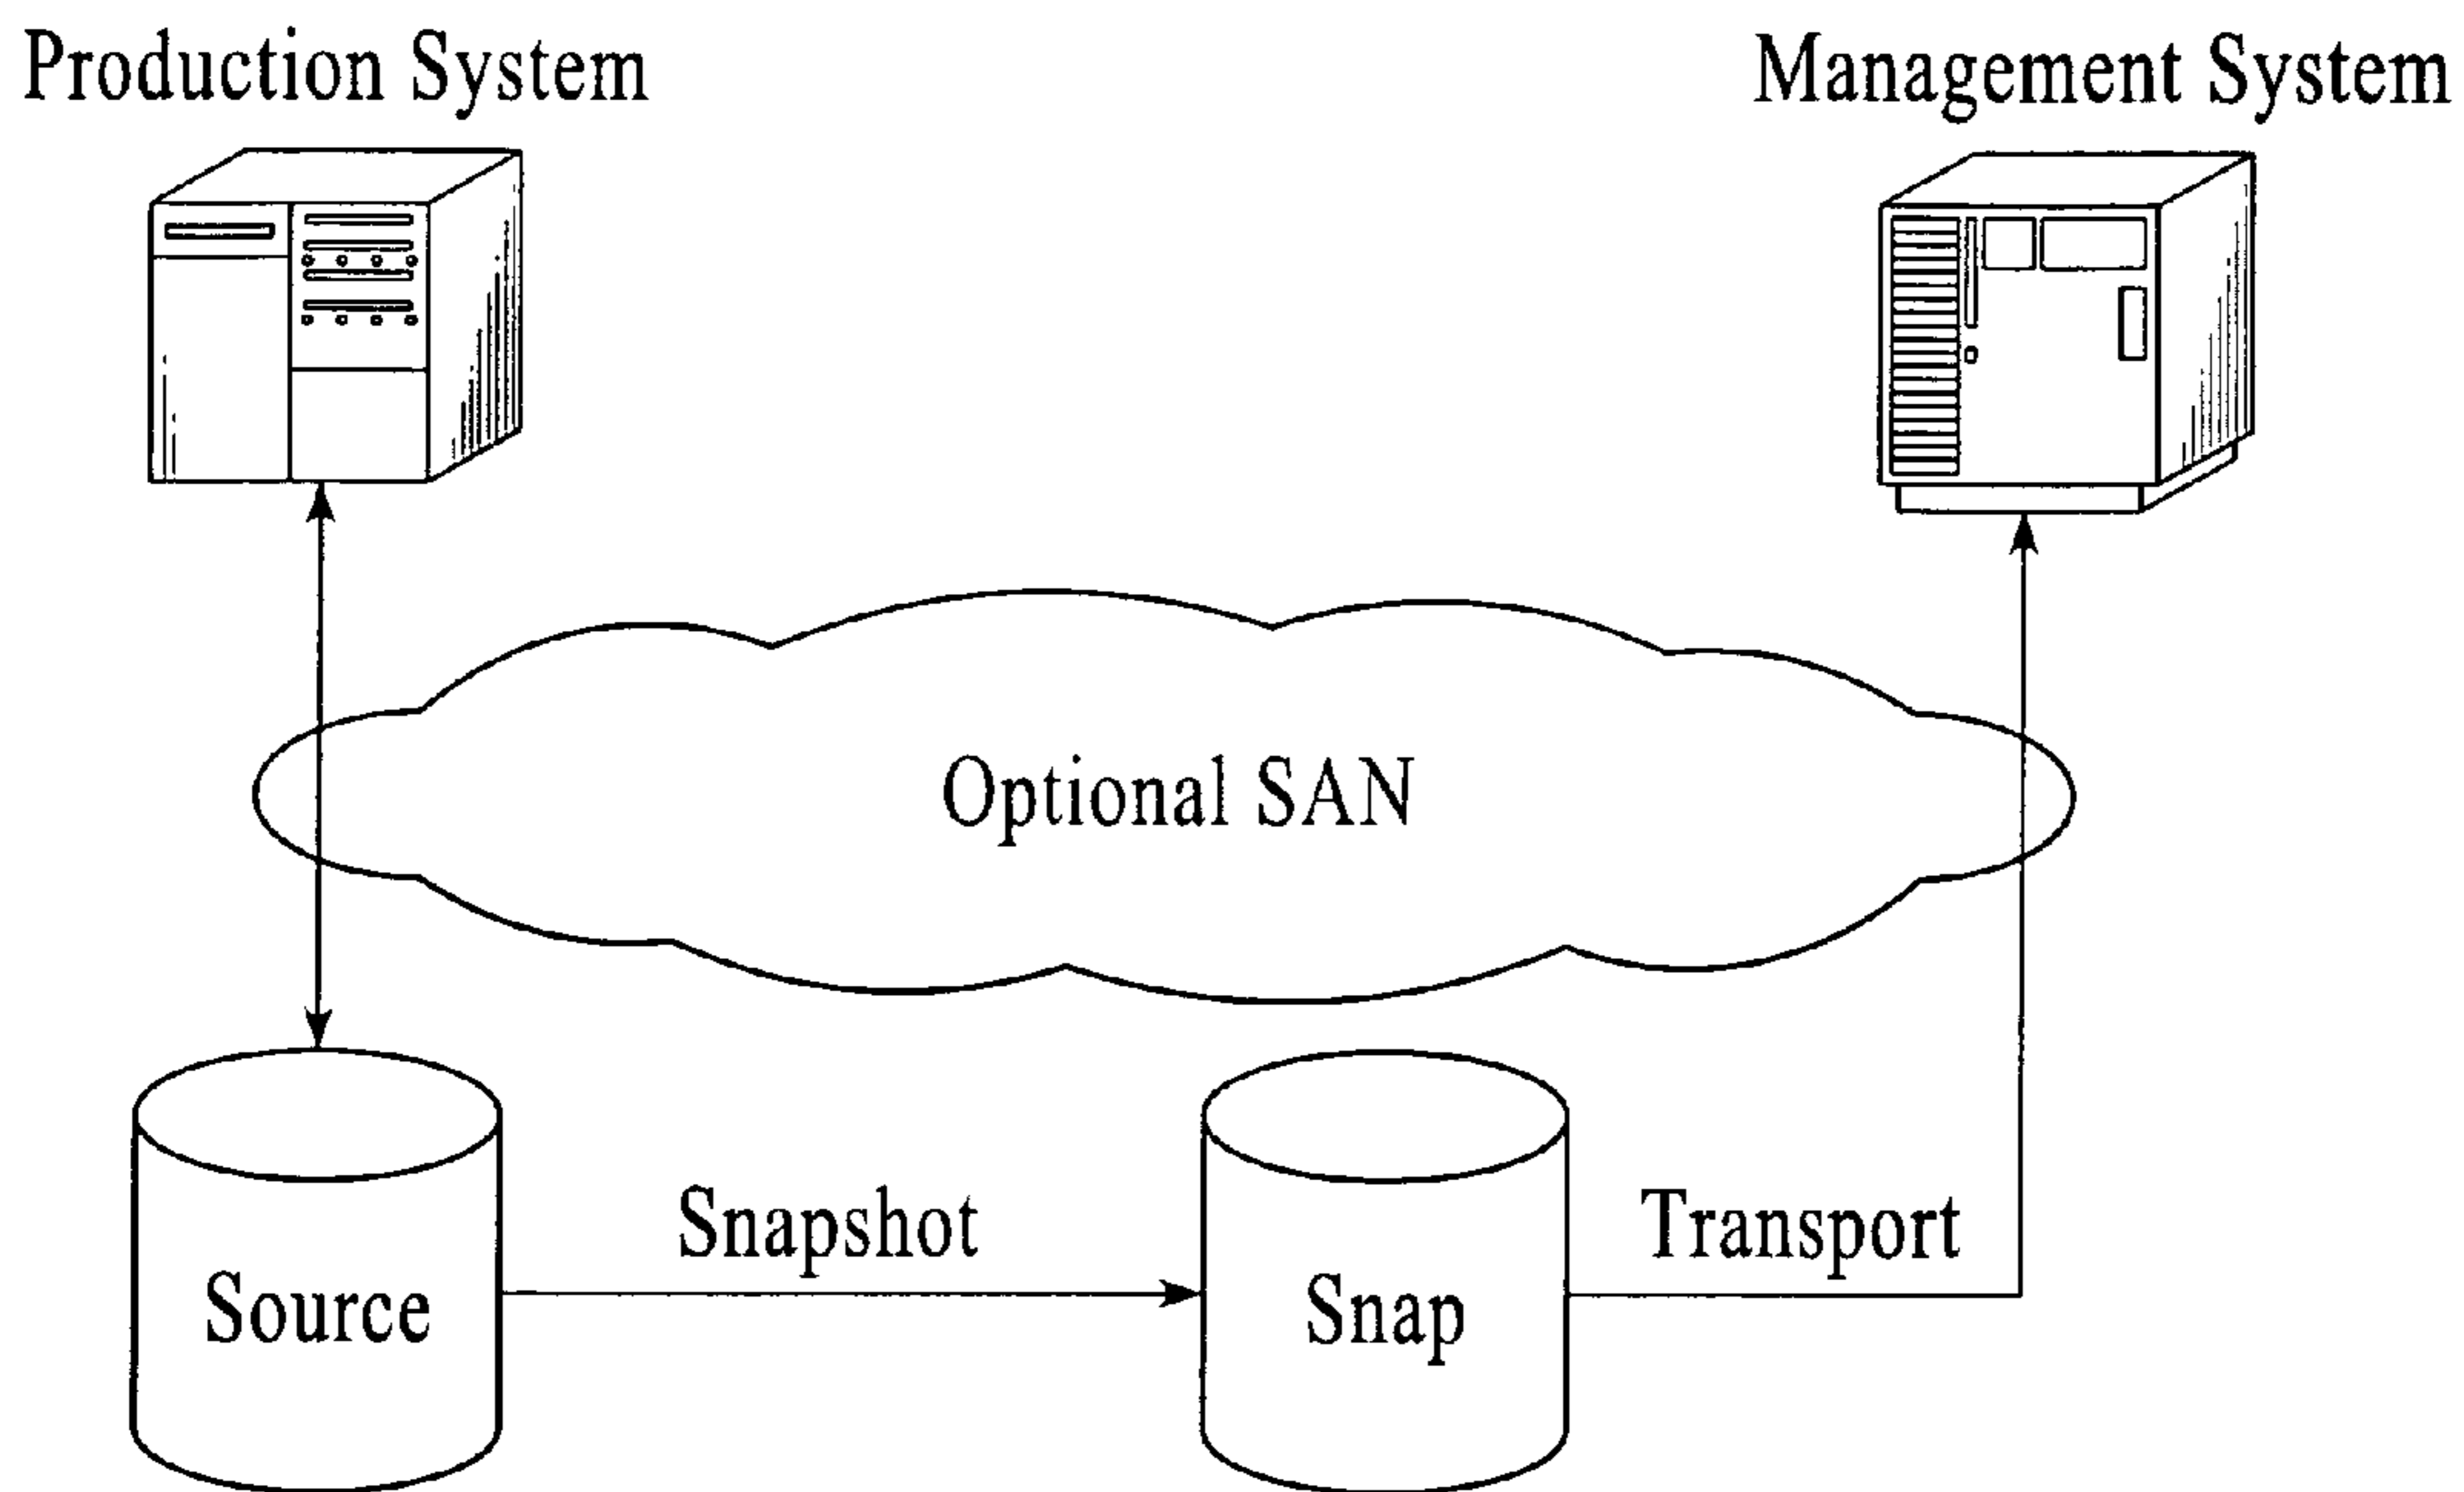 Production System
Management System
Optional SAN
Snapshot
Transport
Source
Snap